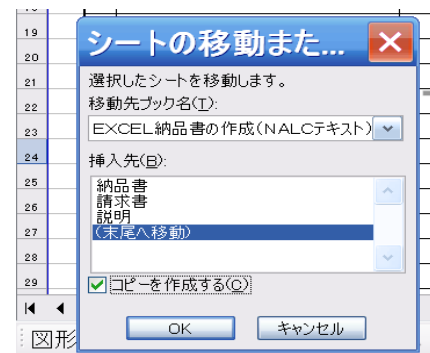 19
20
21
22
23
24
25
26
27
28
29
シートの移動また...
選択したシートを移動します。
移動先ブック名(T):
EXCEL納品書の作成(NALCテキスト)
挿入先(B):
納品書
請求書
説明
(末尾へ移動)
コピーを作成する(C)
OK
キャンセル
図形